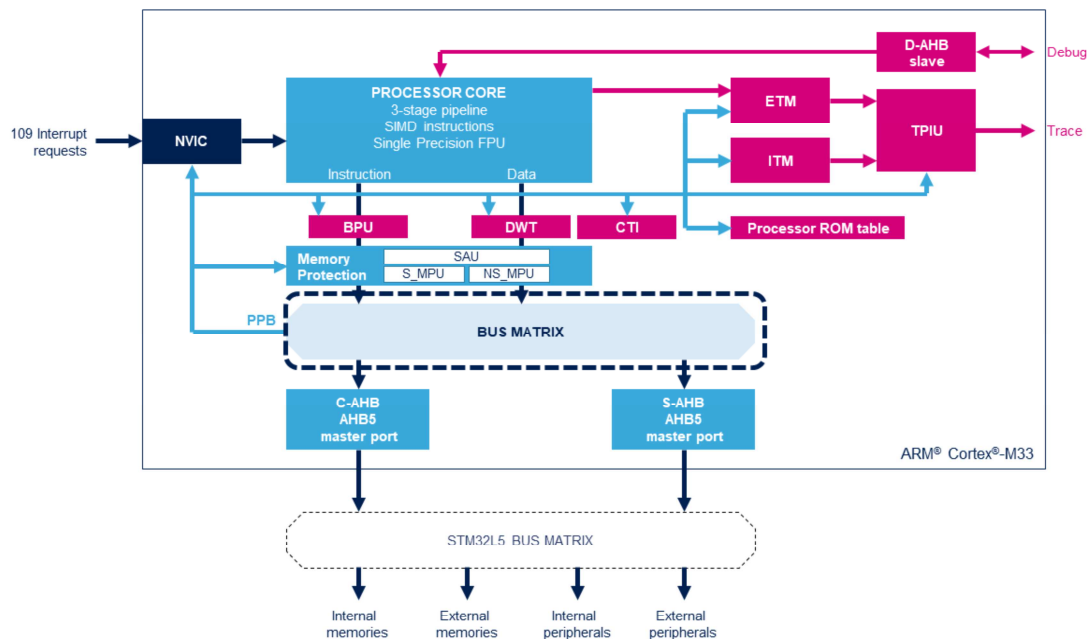 D-AHB
slave
Debug
PROCESSOR CORE
3-stage pipeline
SIMD instructions
Single Precision FPU
Instruction
Data
ETM
TPIU
Trace
109 Interrupt
requests
NVIC
ITM
BPU
DWT
CTI
Processor ROM table
Memory
Protection
SAU
S_MPU
NS_MPU
PPB
BUS MATRIX
C-AHB
AHB5
master port
S-AHB
AHB5
master port
ARM® Cortex®-M33
STM32L5 BUS MATRIX
Internal
memories
External
memories
Internal
peripherals
External
peripherals